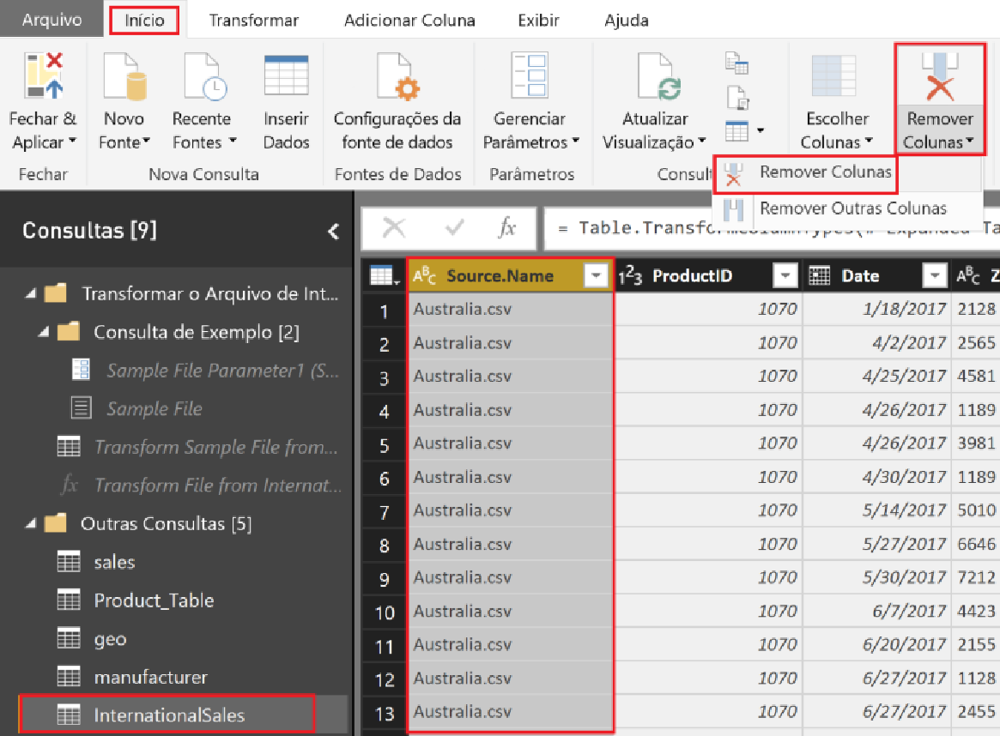 Arquivo Início Transformar Adicionar Coluna Exibir Ajuda
Fechar & Novo Recente Inserir Configurações da Gerenciar Atualizar Escolher Remover
Aplicar Fonte Fontes Dados fonte de dados Parâmetros Visualização Colunas Colunas
Fechar Nova Consulta Fontes de Dados Parâmetros Consult
Remover Colunas
Remover Outras Colunas
Consultas [9]
fx
Transformar o Arquivo de Int...
Consulta de Exemplo [2]
Sample File Parameter1 (S...
Sample File
Transform Sample File from...
fx Transform File from Internat...
Outras Consultas [5]
sales
Product_Table
geo
manufacturer
InternationalSales
ABC Source.Name 123 ProductID Date ABC Z
1 Australia.csv 1070 1/18/2017 2128
2 Australia.csv 1070 4/2/2017 2565
3 Australia.csv 1070 4/25/2017 4581
4 Australia.csv 1070 4/26/2017 1189
5 Australia.csv 1070 4/26/2017 3981
6 Australia.csv 1070 4/30/2017 1189
7 Australia.csv 1070 5/14/2017 5010
8 Australia.csv 1070 5/27/2017 6646
9 Australia.csv 1070 5/30/2017 7212
10 Australia.csv 1070 6/7/2017 4423
11 Australia.csv 1070 6/20/2017 2155
12 Australia.csv 1070 6/27/2017 1128
13 Australia.csv 1070 6/27/2017 2455